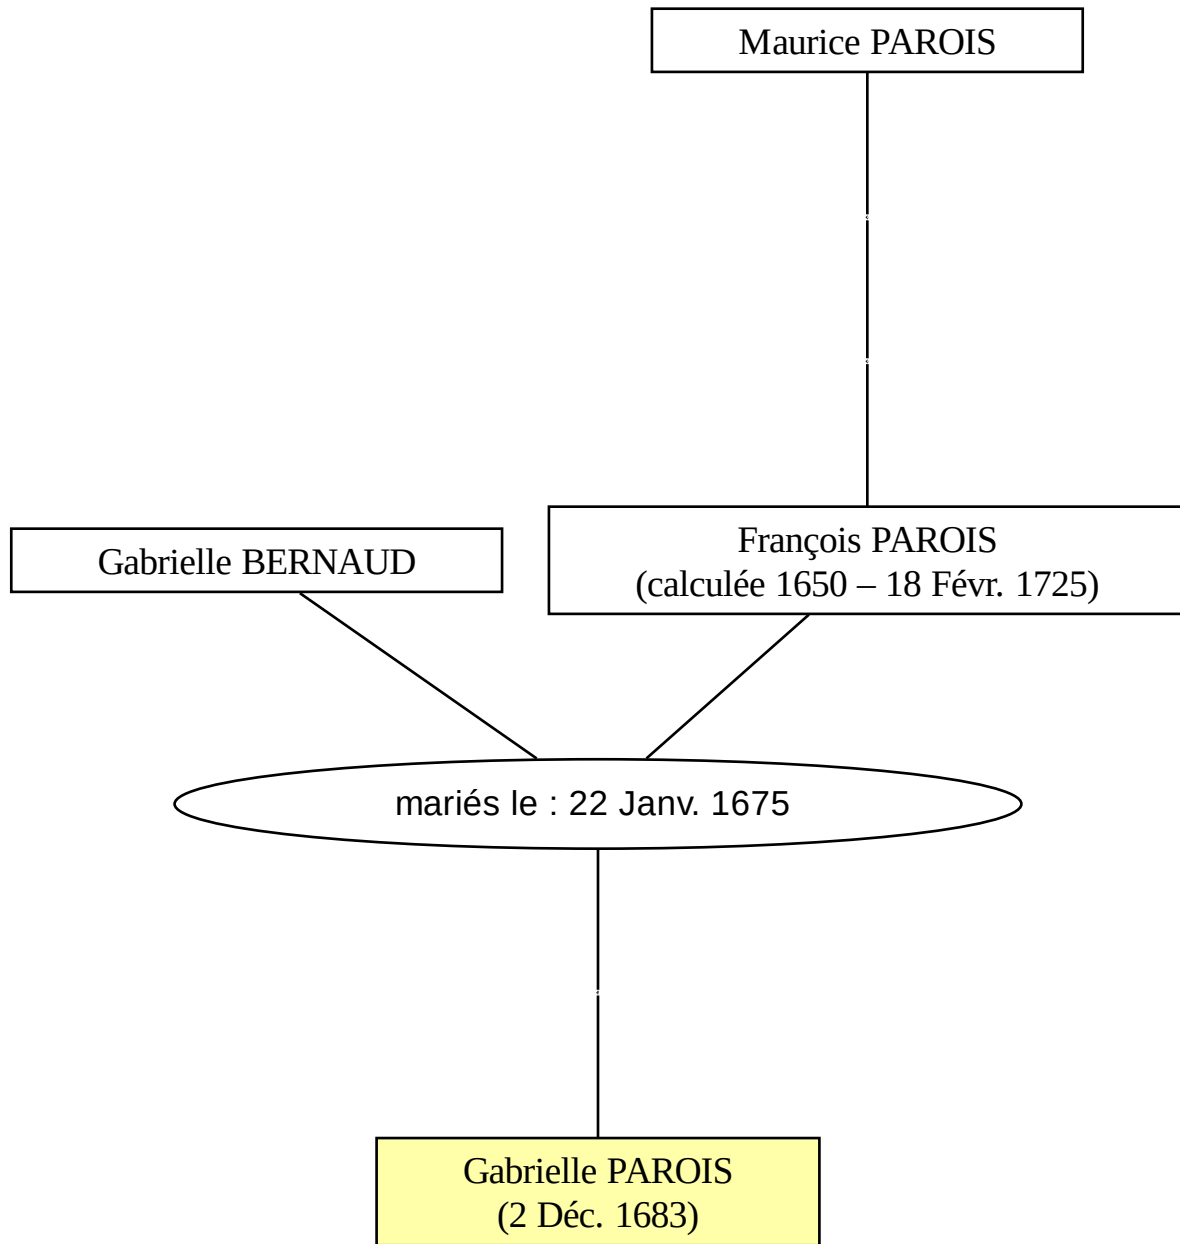 Maurice PAROIS
Gabrielle BERNAUD
François PAROIS
(calculée 1650 – 18 Févr. 1725)
mariés le : 22 Janv. 1675
Gabrielle PAROIS
(2 Déc. 1683)